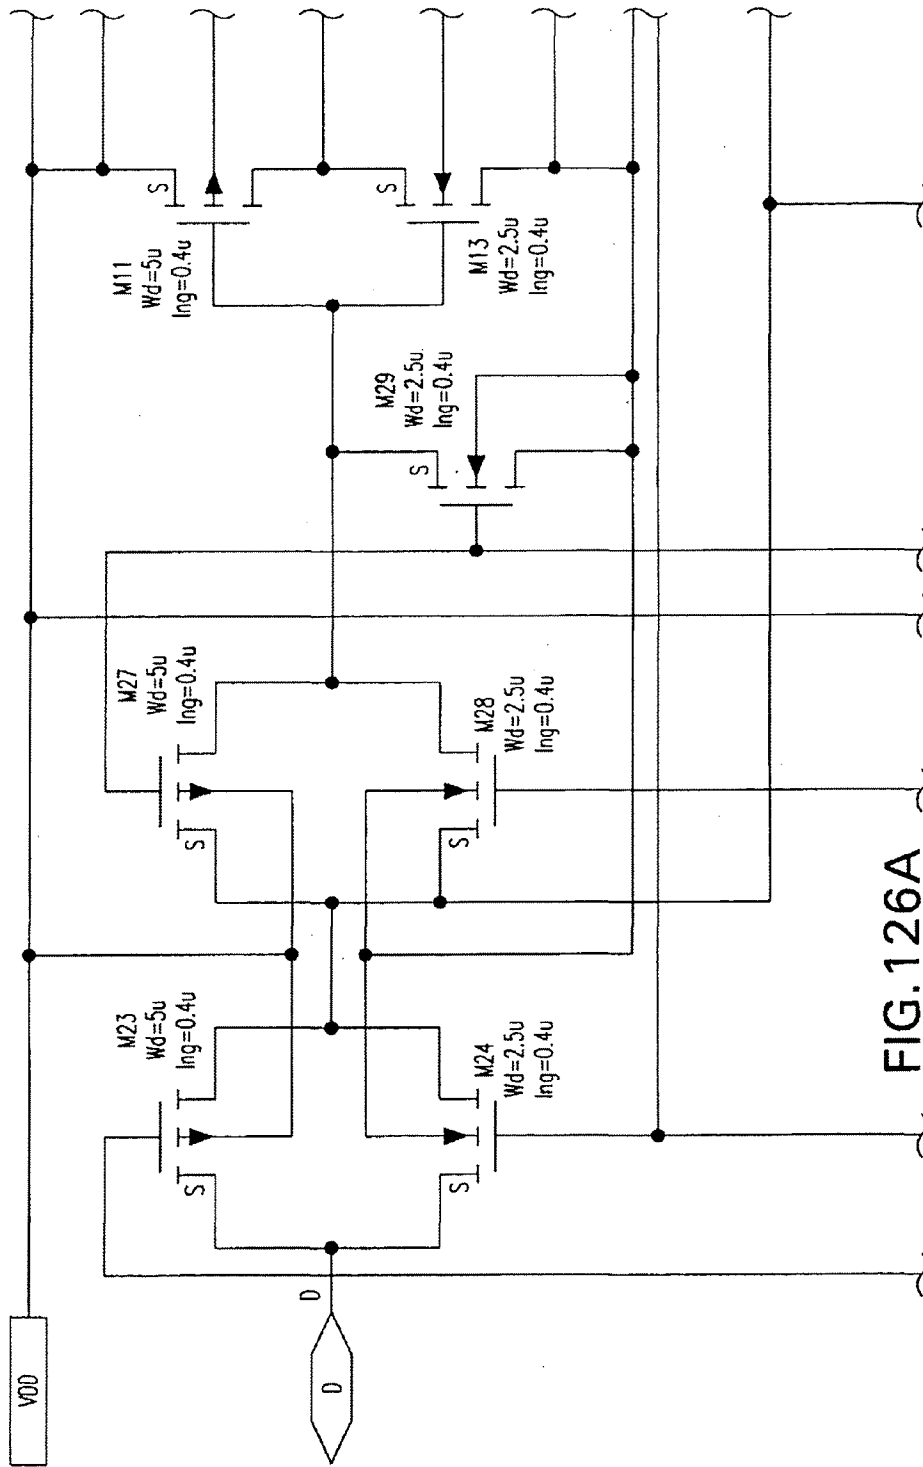 VDD
D
D
M23
Wd=5u
lng=0.4u
S
M24
Wd=2.5u
lng=0.4u
S
M27
Wd=5u
lng=0.4u
S
M28
Wd=2.5u
lng=0.4u
S
M29
Wd=2.5u
lng=0.4u
S
M11
Wd=5u
lng=0.4u
S
M13
Wd=2.5u
lng=0.4u
S
FIG. 126A